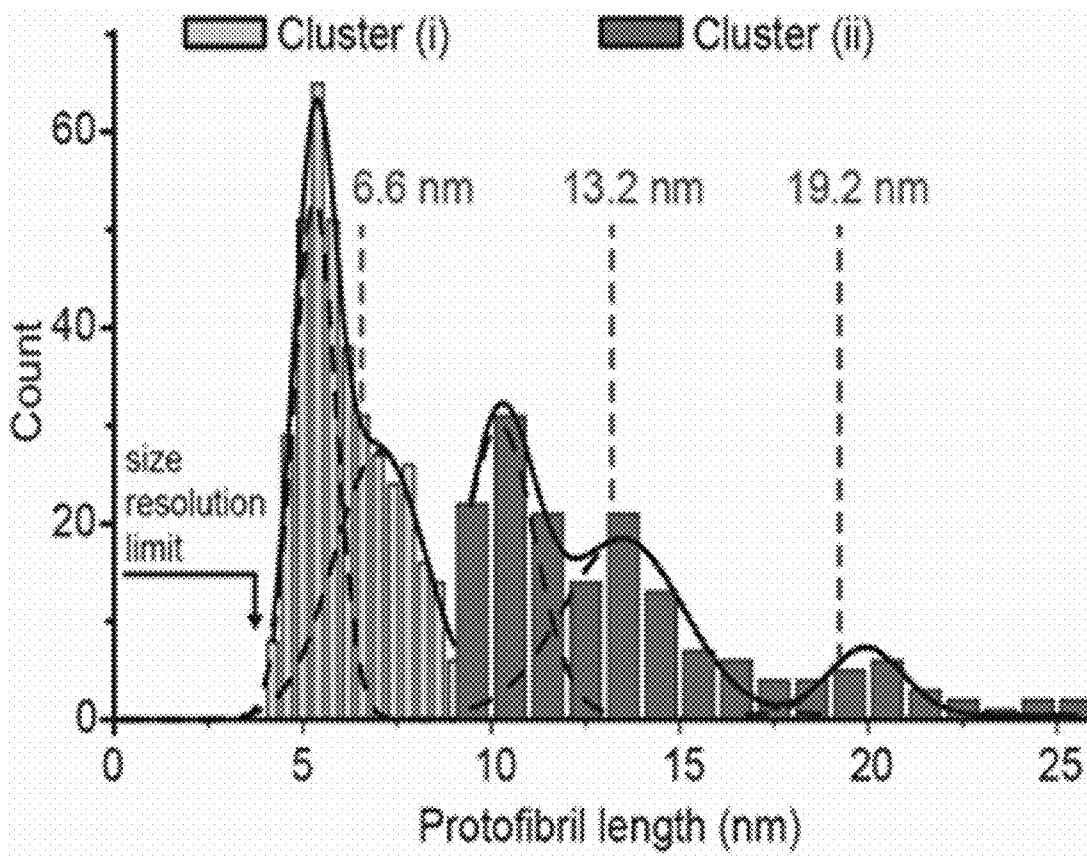 Cluster (i) Cluster (ii)
60
6.6 nm 13.2 nm 19.2 nm
40
Count
size
resolution
limit
20
0
0 5 10 15 20 25
Protofibril length (nm)